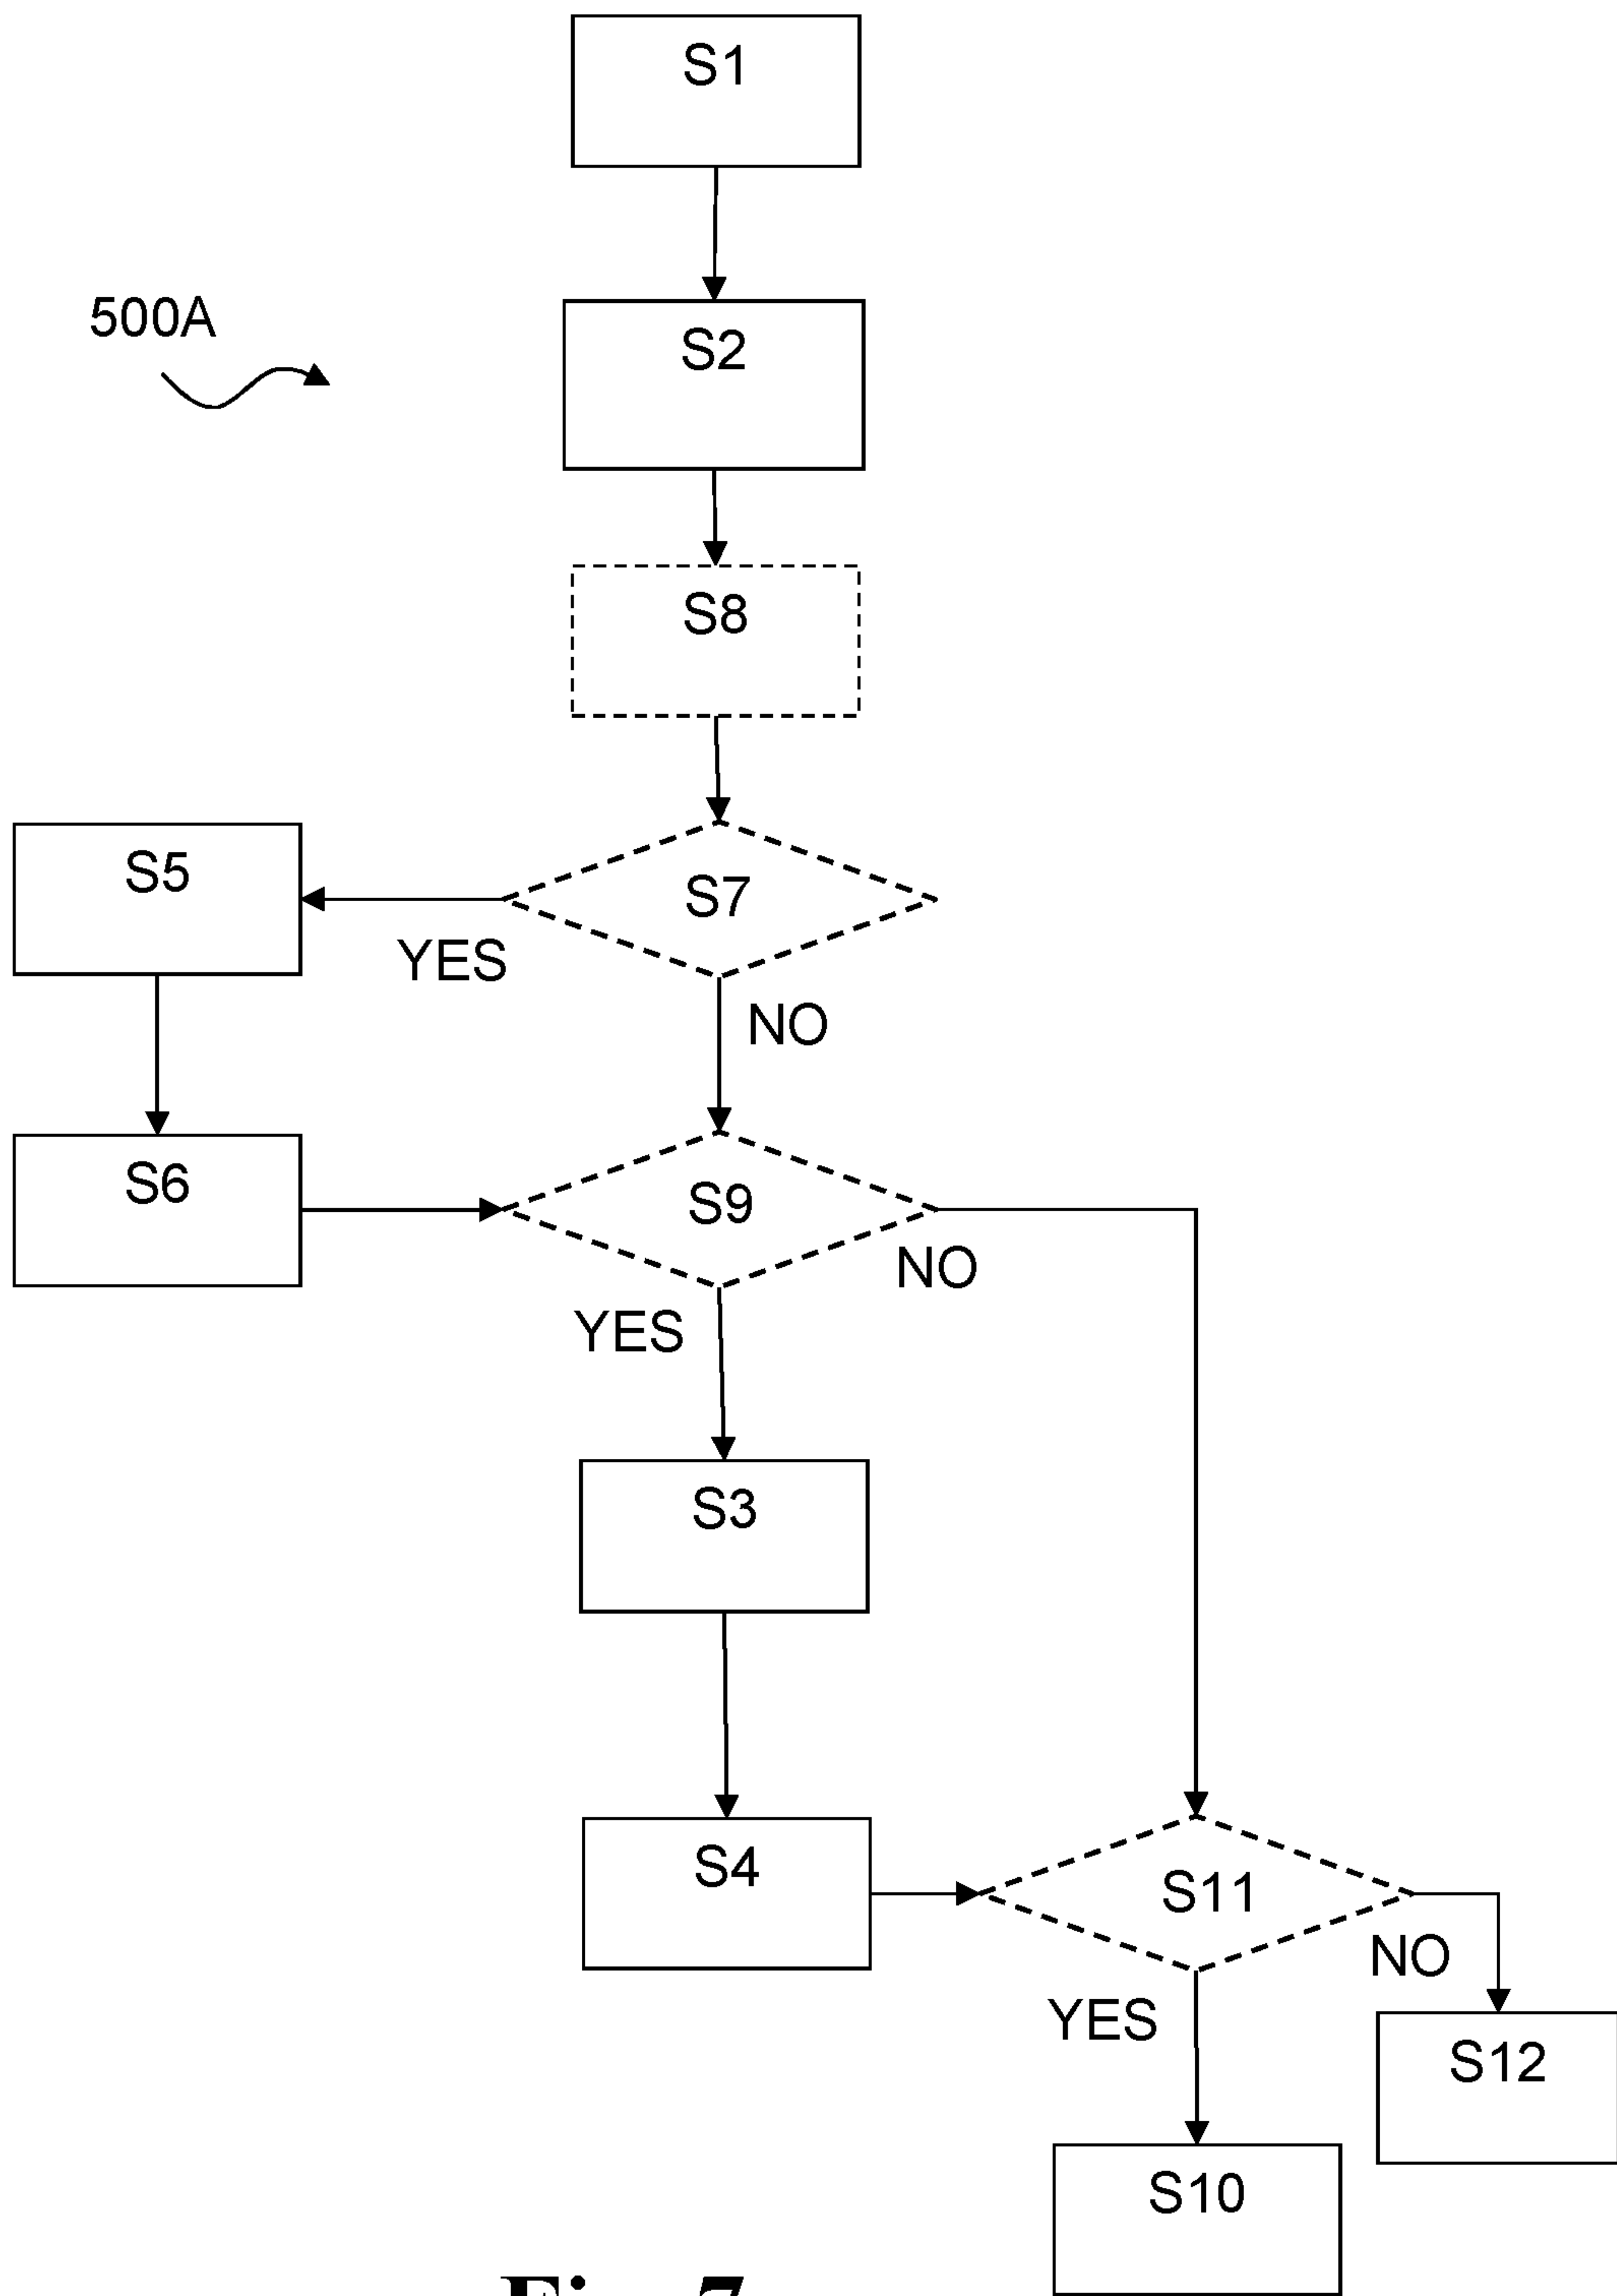 S1
500A
S2
S8
S5
S7
YES
NO
S6
S9
NO
YES
S3
S4
S11
NO
YES
S12
S10